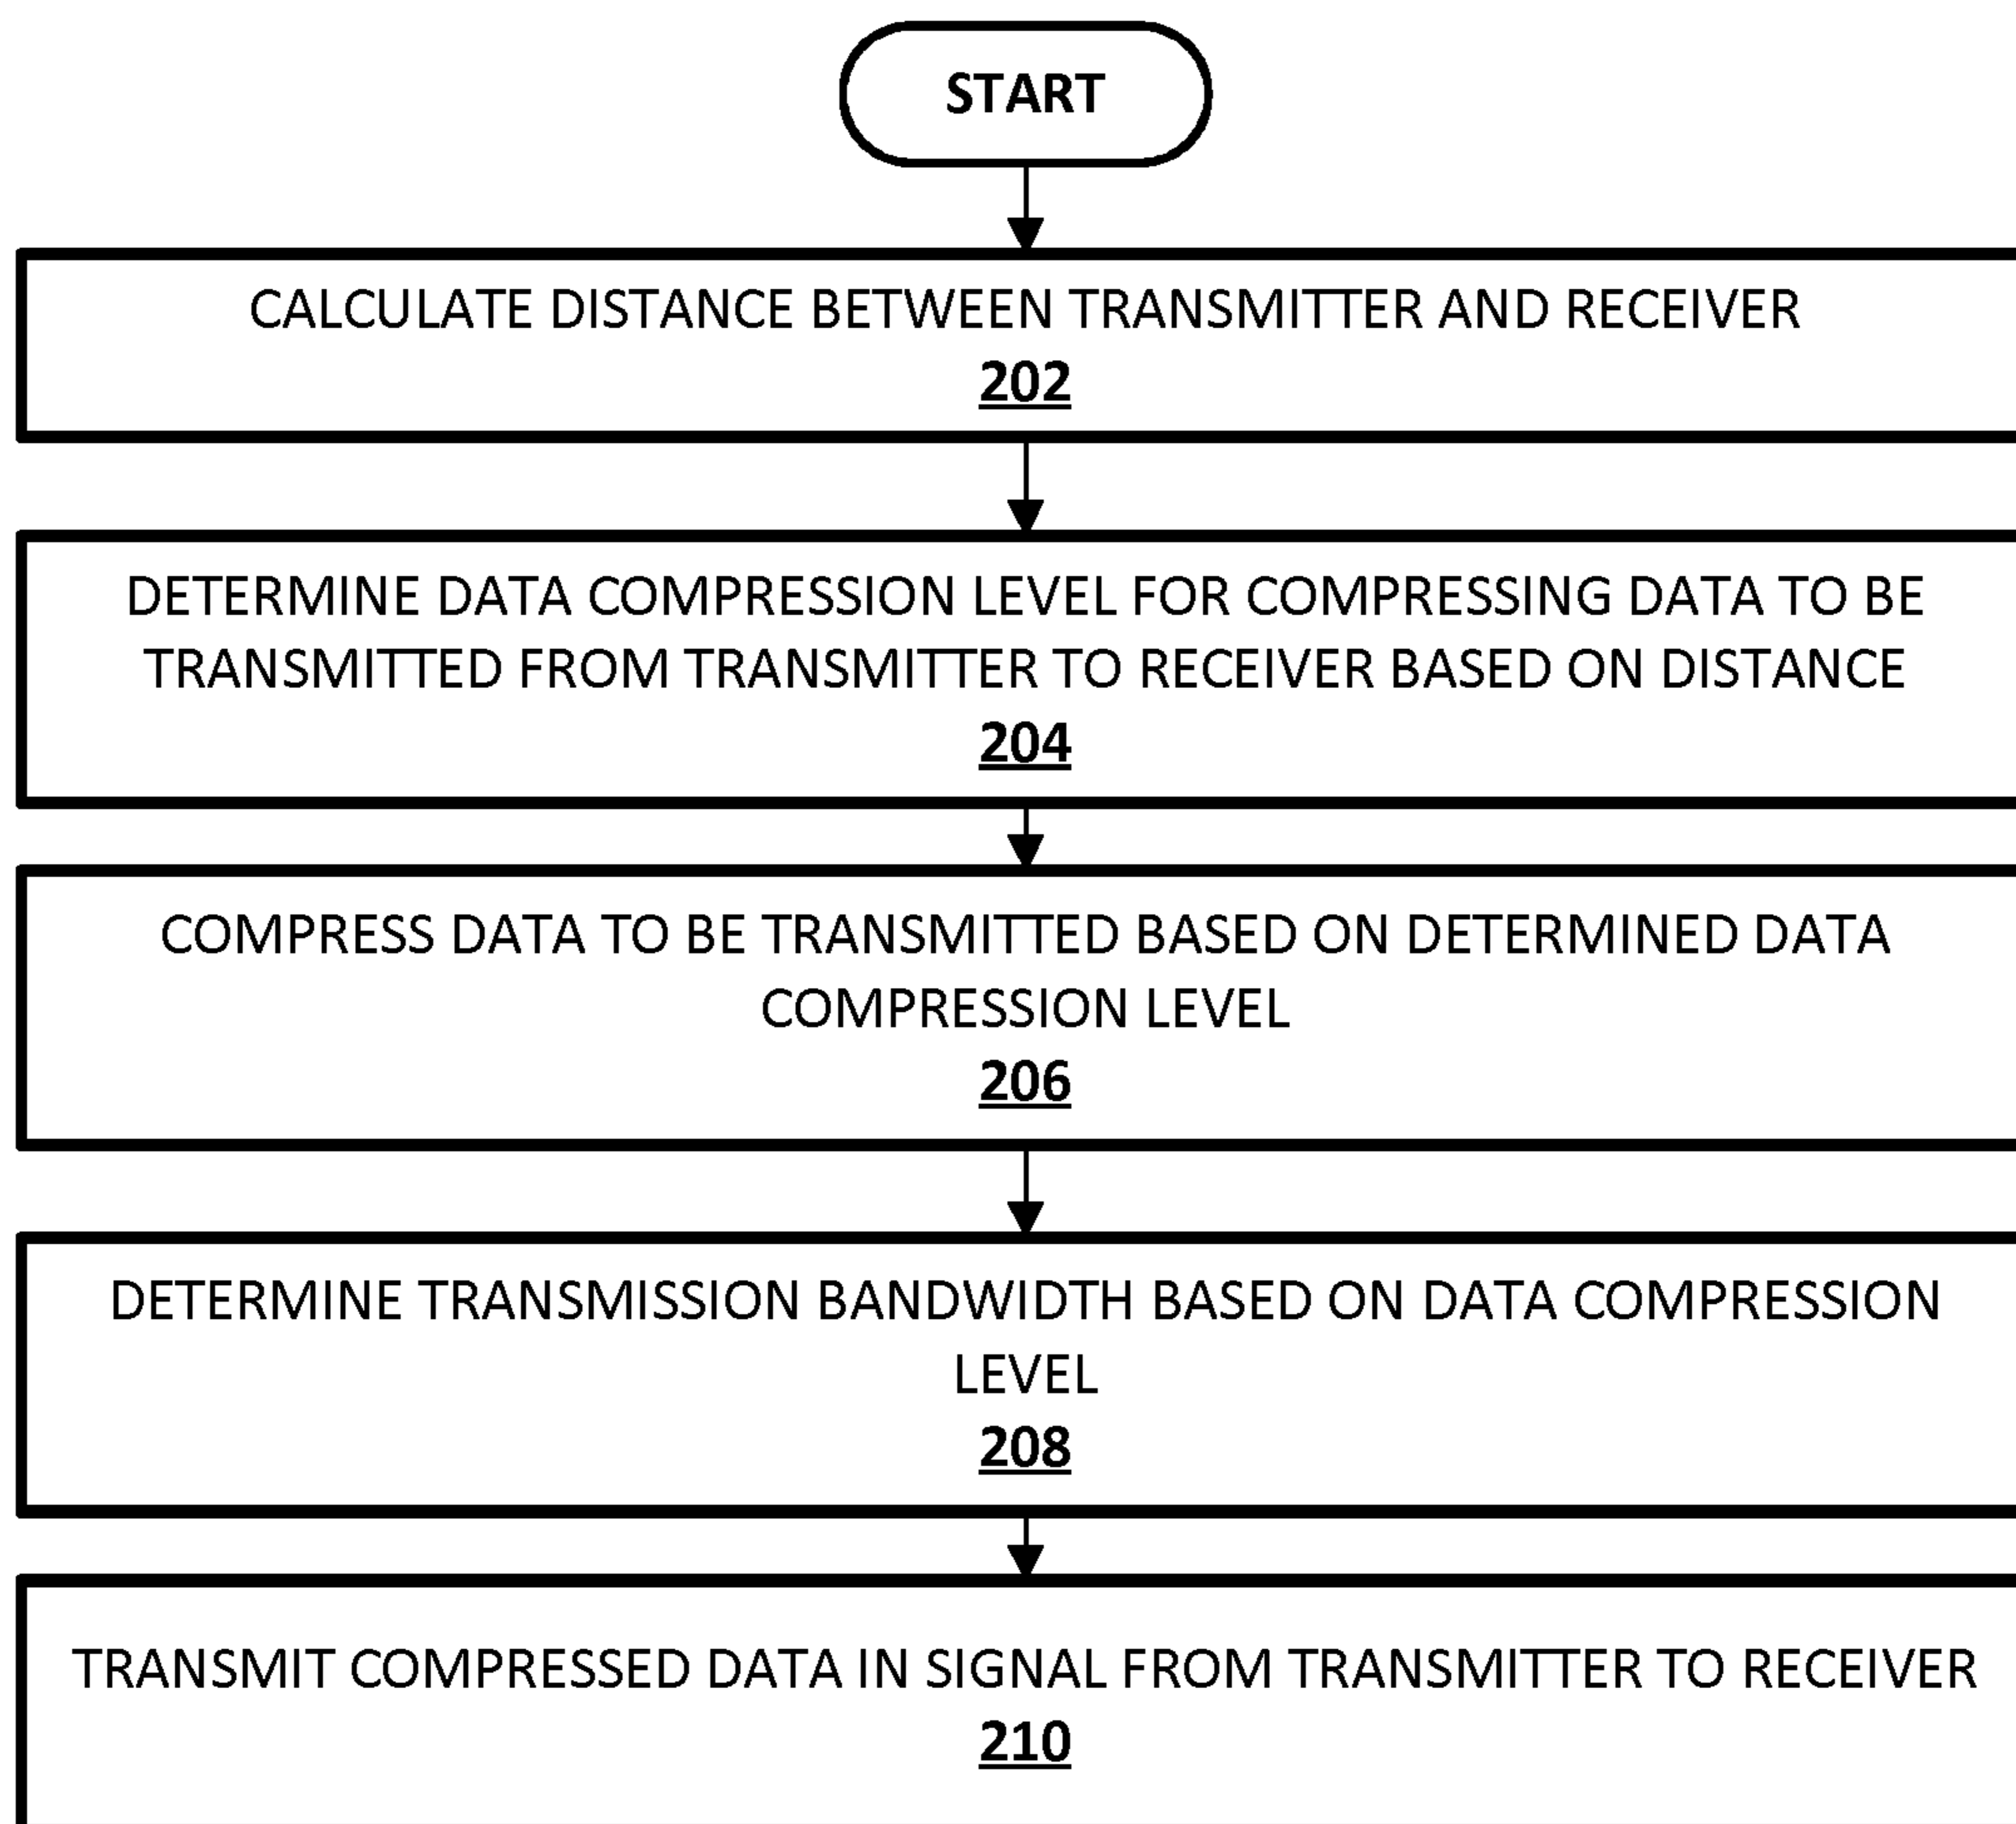 START
CALCULATE DISTANCE BETWEEN TRANSMITTER AND RECEIVER
202
DETERMINE DATA COMPRESSION LEVEL FOR COMPRESSING DATA TO BE
TRANSMITTED FROM TRANSMITTER TO RECEIVER BASED ON DISTANCE
204
COMPRESS DATA TO BE TRANSMITTED BASED ON DETERMINED DATA
COMPRESSION LEVEL
206
DETERMINE TRANSMISSION BANDWIDTH BASED ON DATA COMPRESSION
LEVEL
208
TRANSMIT COMPRESSED DATA IN SIGNAL FROM TRANSMITTER TO RECEIVER
210